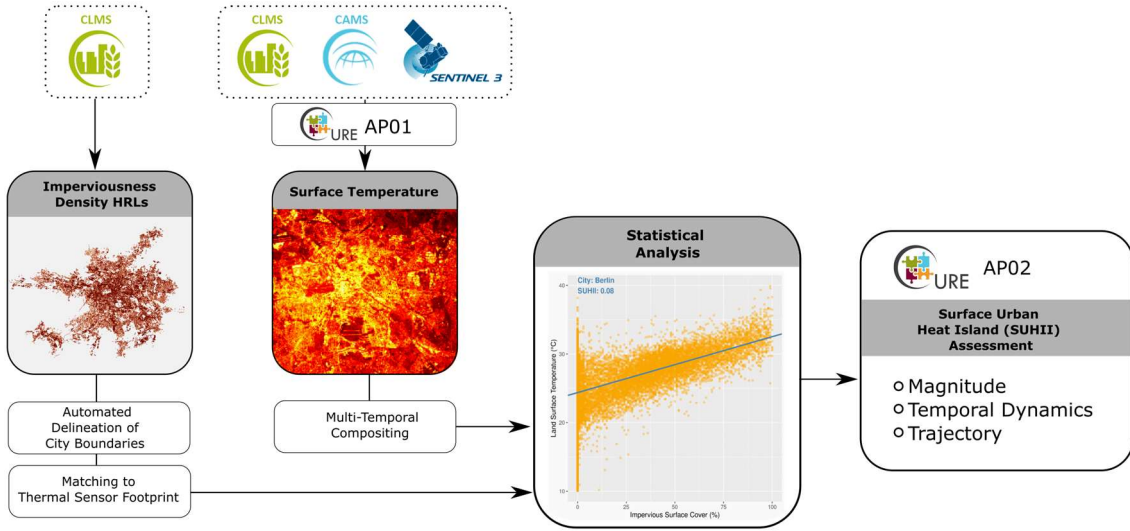 CLMS
CLMS
CAMS
SENTINEL 3
URE AP01
Imperviousness
Density HRLs
Surface Temperature
Automated
Delineation of
City Boundaries
Matching to
Thermal Sensor Footprint
Multi-Temporal
Compositing
Statistical
Analysis
City: Berlin
SUHII: 0.08
Land Surface Temperature (°C)
40
30
20
10
0
25
50
75
100
Impervious Surface Cover (%)
URE AP02
Surface Urban
Heat Island (SUHII)
Assessment
Magnitude
Temporal Dynamics
Trajectory